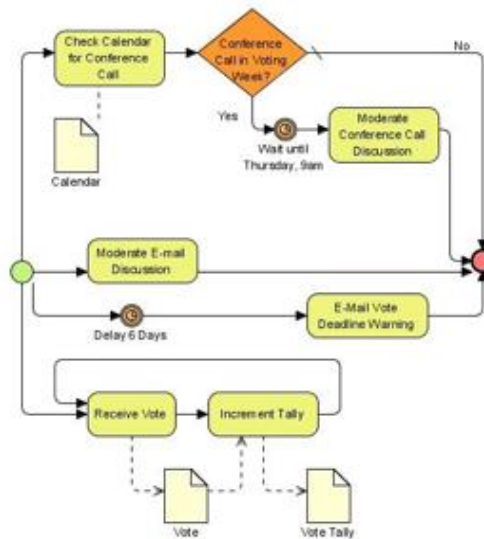 Check Calendar
for Conference
Call
Conference
Call in Voting
Week?
No
Yes
Wait until
Thursday, 9am
Moderate
Conference Call
Discussion
Calendar
Moderate E-mail
Discussion
Delay 6 Days
E-Mail Vote
Deadline Warning
Receive Vote
Increment Tally
Vote
Vote Tally